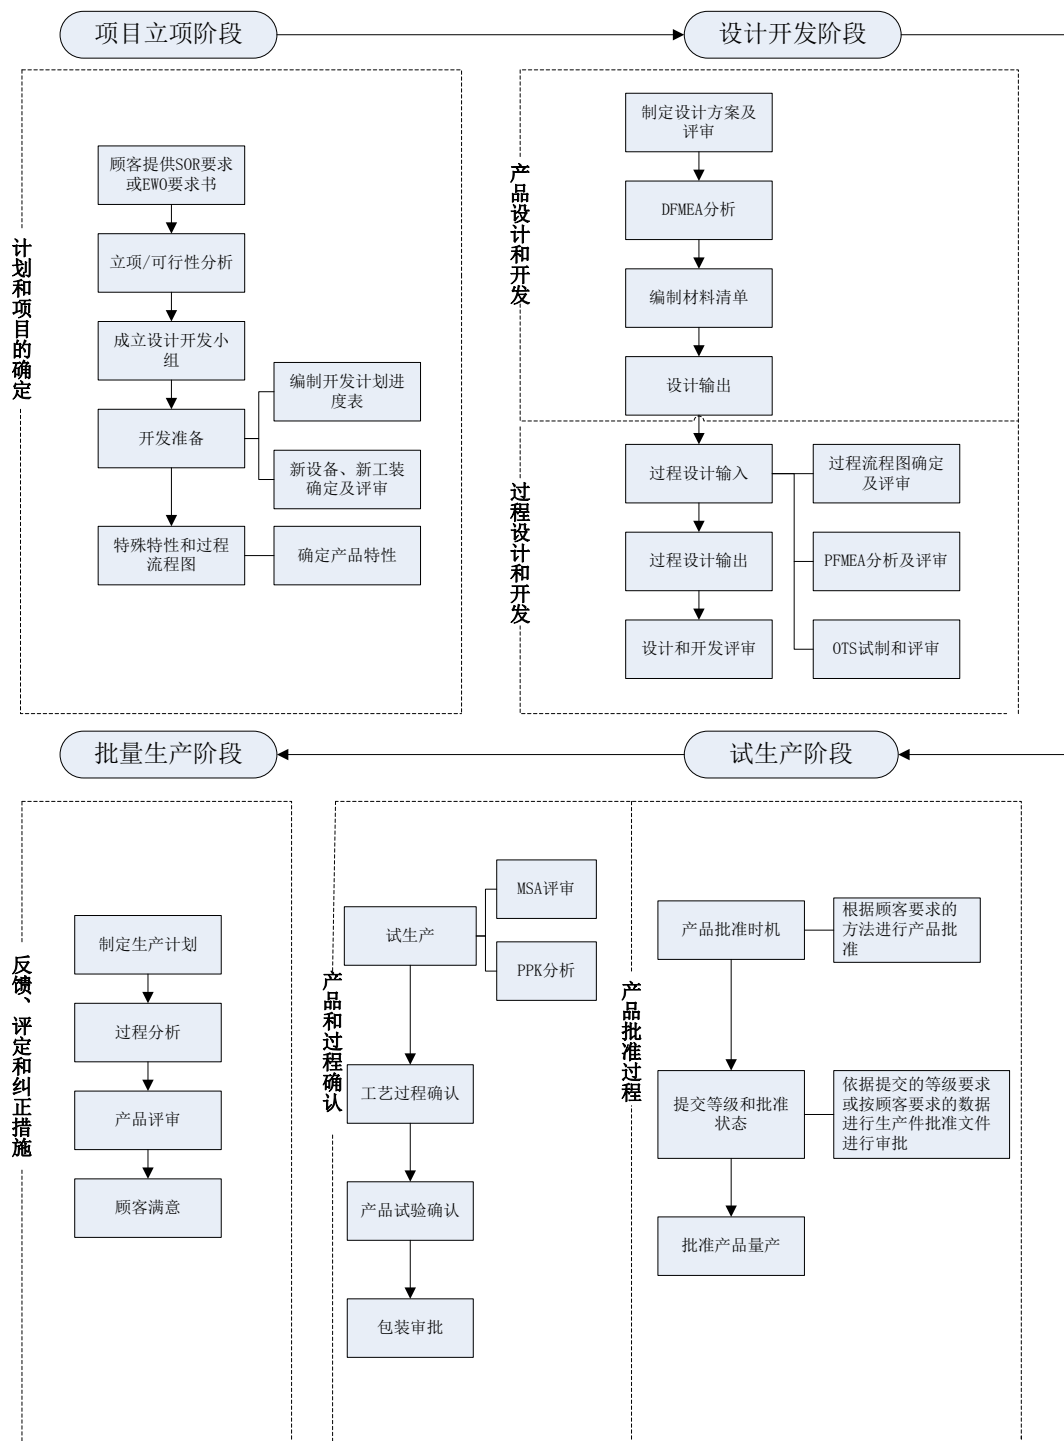 项目立项阶段
设计开发阶段
计划和项目的确定
顾客提供SOR要求
或EWO要求书
立项/可行性分析
成立设计开发小
组
开发准备
编制开发计划进
度表
新设备、新工装
确定及评审
特殊特性和过程
流程图
确定产品特性
产品设计和开发
制定设计方案及
评审
DFMEA分析
编制材料清单
设计输出
过程设计和开发
过程设计输入
过程流程图确定
及评审
过程设计输出
PFMEA分析及评审
设计和开发评审
OTS试制和评审
批量生产阶段
试生产阶段
反馈、评定和纠正措施
制定生产计划
过程分析
产品评审
顾客满意
产品和过程确认
试生产
MSA评审
PPK分析
工艺过程确认
产品试验确认
包装审批
产品批准过程
产品批准时机
根据顾客要求的
方法进行产品批
准
提交等级和批准
状态
依据提交的等级要求
或按顾客要求的数据
进行生产件批准文件
进行审批
批准产品量产